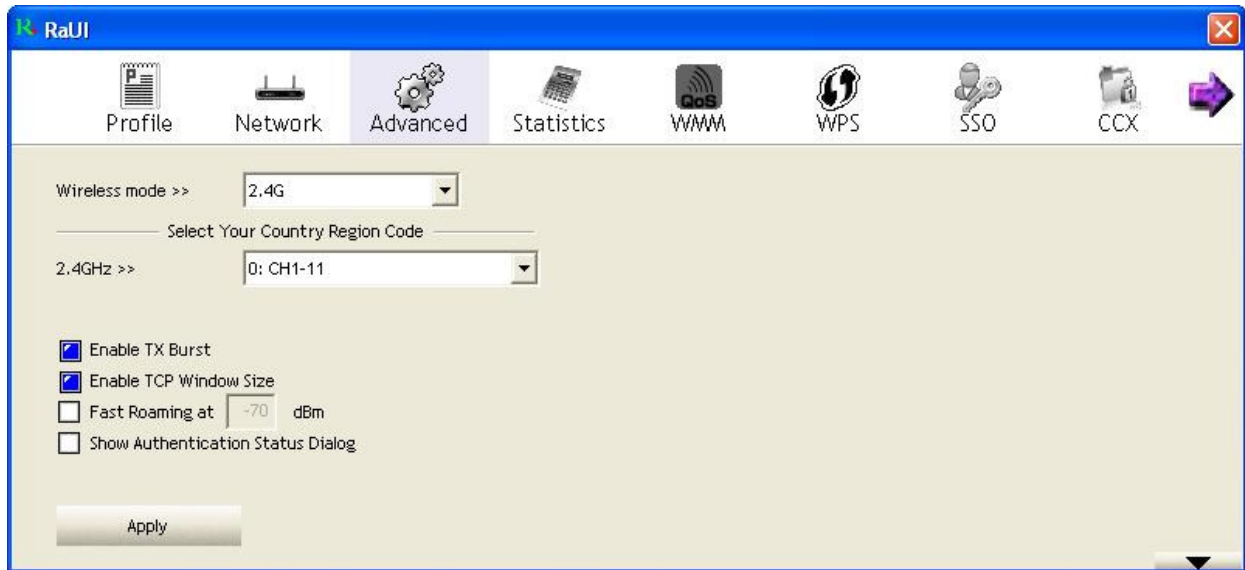 RaUI
Profile Network Advanced Statistics QoS WMM WPS SSO CCX
Wireless mode >> 2.4G
Select Your Country Region Code
2.4GHz >> 0: CH1-11
Enable TX Burst
Enable TCP Window Size
Fast Roaming at -70 dBm
Show Authentication Status Dialog
Apply